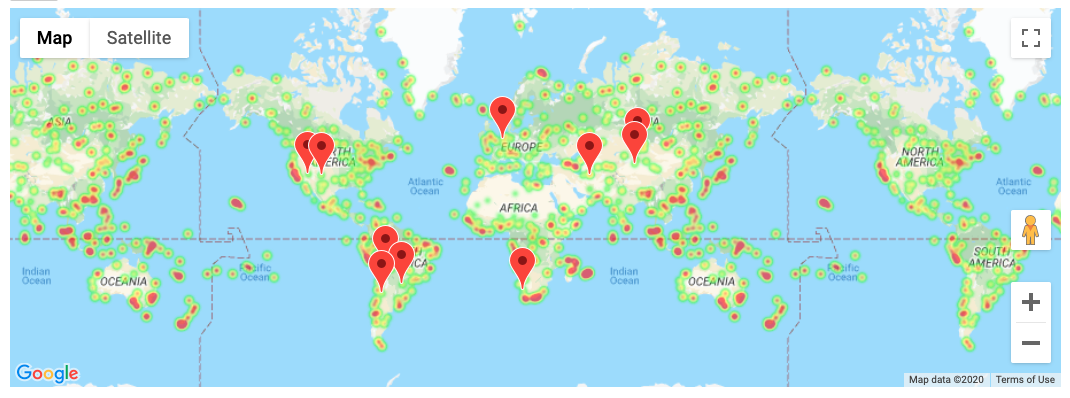 Map Satellite
ASIA
NORTH
AMERICA
EUROPE
Atlantic
Ocean
AFRICA
NORTH
AMERICA
Atlantic
Ocean
Indian
Ocean
OCEANIA
Pacific
Ocean
Indian
Ocean
OCEANIA
Pacific
Ocean
SOUTH
AMERICA
Google
Map data ©2020 Terms of Use